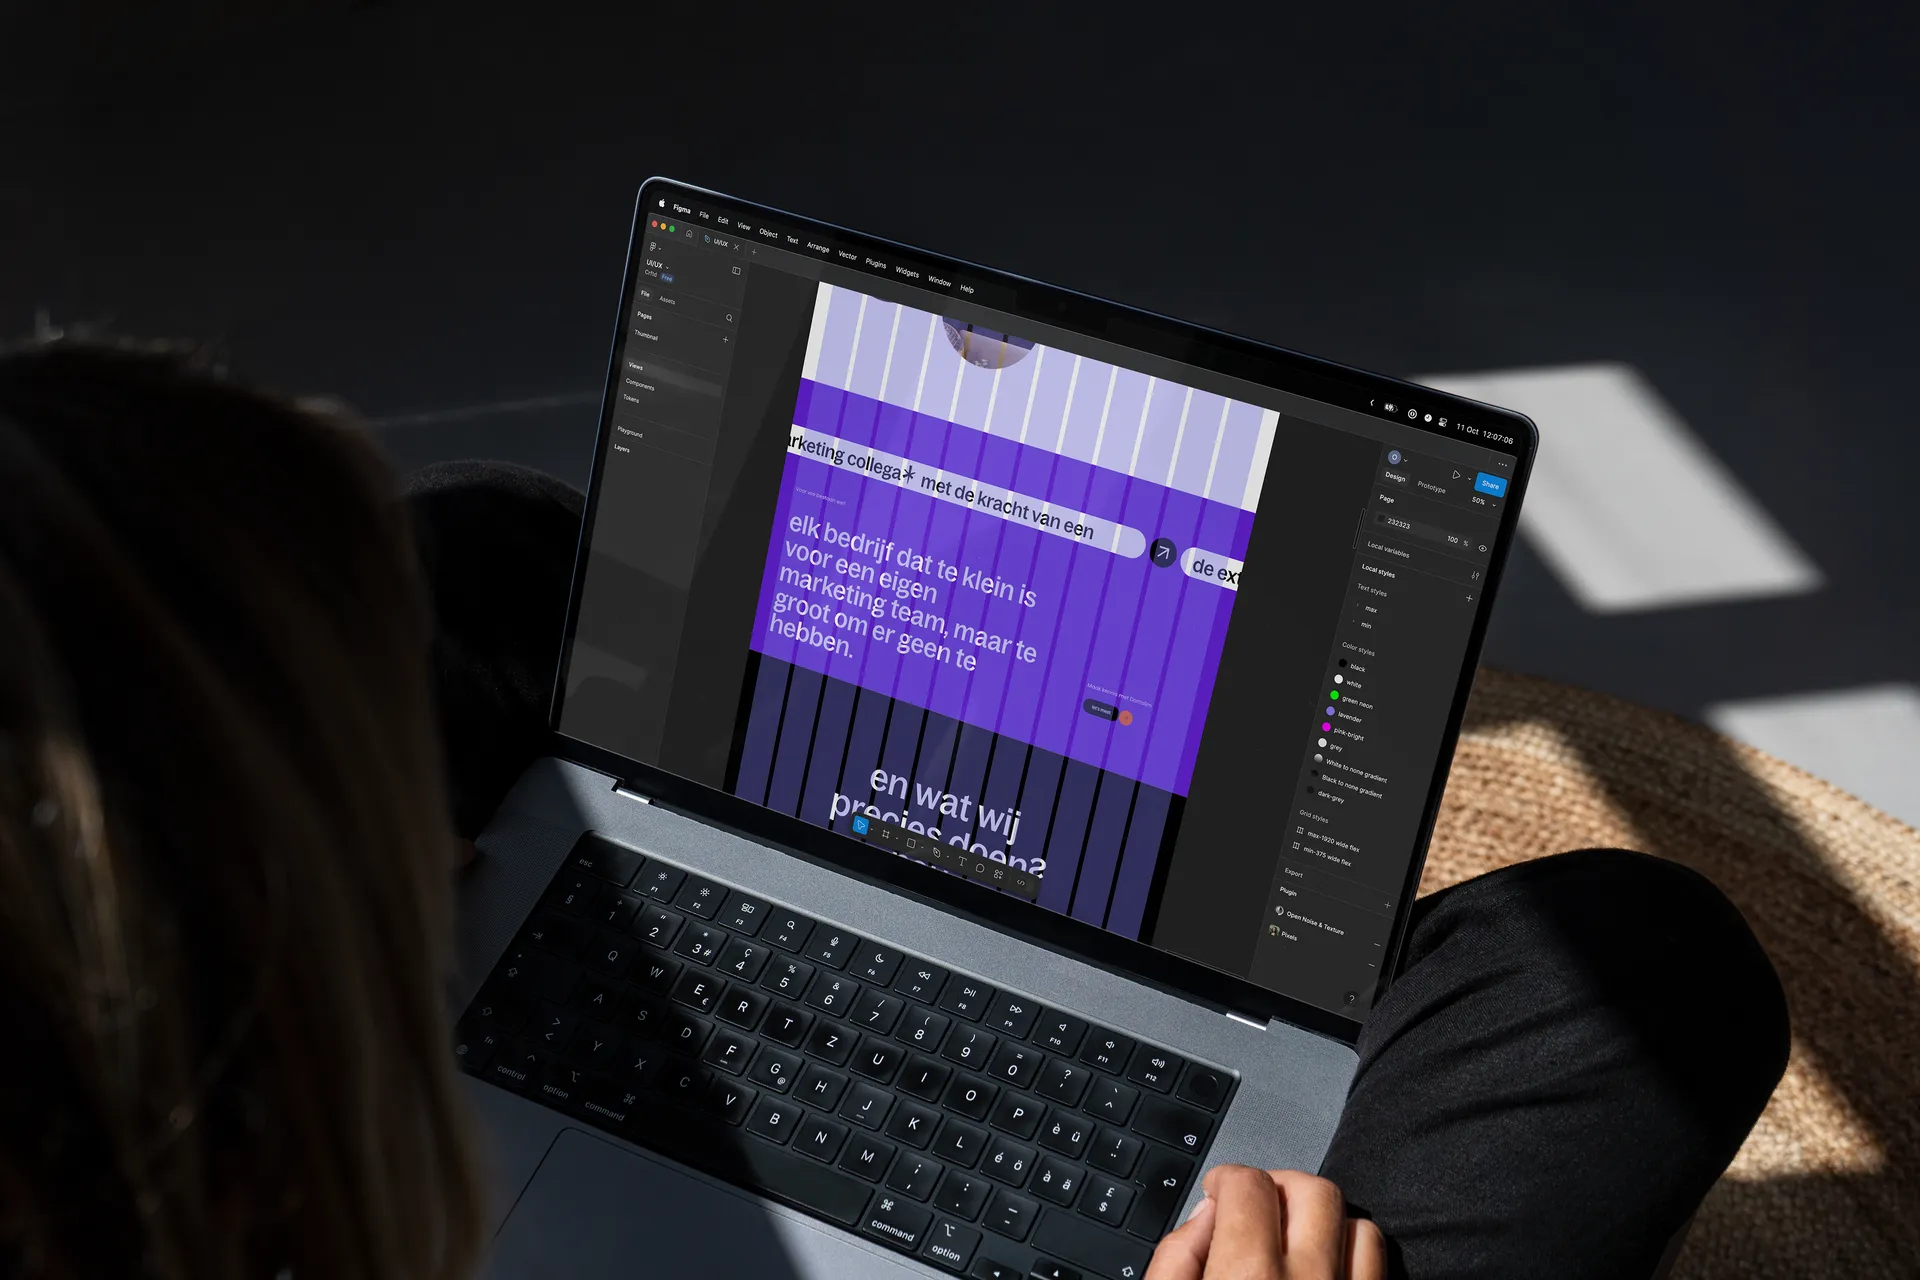 Figma File Edit View Object Text Arrange Vector Plugins Widgets Window Help
11 Oct 12:07:06
UI/UX
UI/UX
Free
File Assets
Pages
Thumbnail
Views
Components
Tokens
Playground
Layers
arketing collega* met de kracht van een
de ext
elk bedrijf dat te klein is
voor een eigen
marketing team, maar te
groot om er geen te
hebben.
let's meet
en wat wij
precies doen?
Share
Design Prototype
50%
Page
232323 100 %
Local variables
Local styles
Text styles
max
min
Color styles
black
white
green neon
lavender
pink-bright
grey
White to none gradient
Black to none gradient
dark-grey
Grid styles
max-1920 wide flex
min-375 wide flex
Export
Plugin
Open Noise & Texture
Pixels
?
esc F1 F2 F3 F4 F5 F6 F7 F8 F9 F10 F11 F12
§ ° 1 + 2 " 3 * # 4 ç 5 % 6 & 7 / 8 ( 9 ) 0 = ? ^ `
Q W E € R T Z U I O P è ü ! ¨
A S D F G @ H J K L é ö à ä £ $
> < Y X C V B N M ; , : . _ -
fn control option command command option